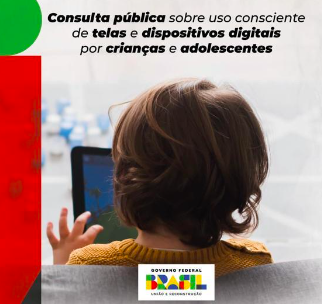 Consulta pública sobre uso consciente
de telas e dispositivos digitais
por crianças e adolescentes
GOVERNO FEDERAL
BRASIL
UNIÃO E RECONSTRUÇÃO